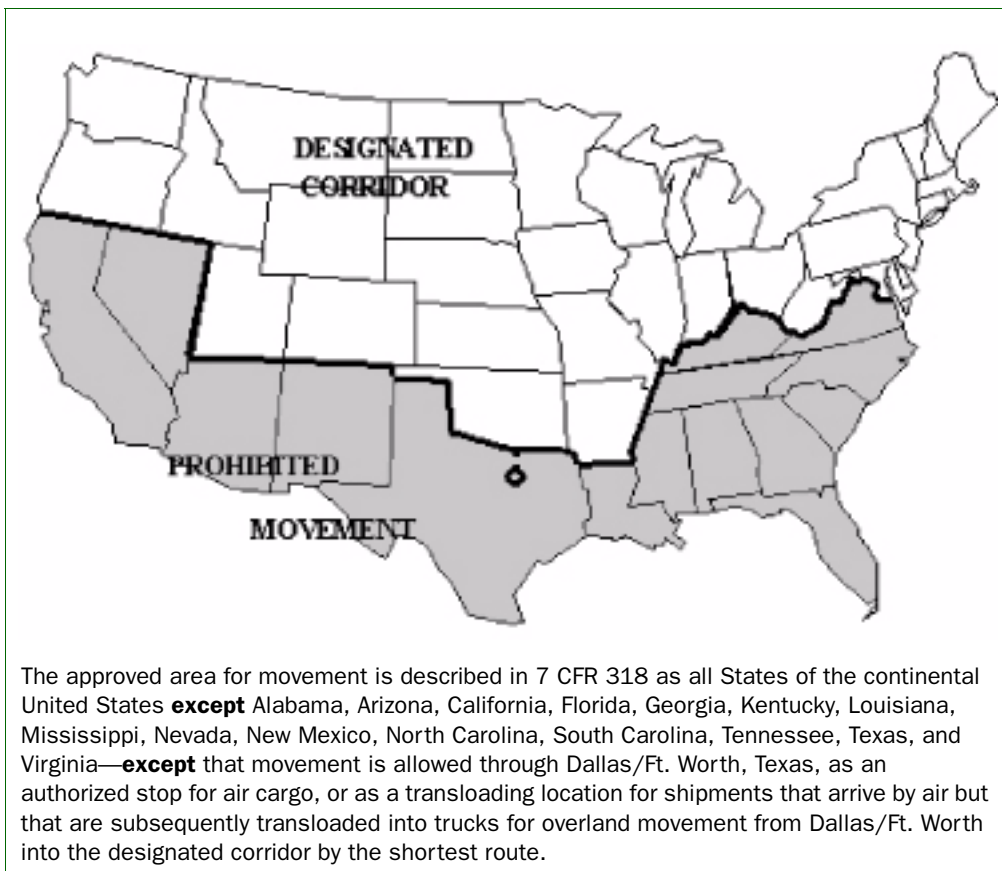 DESIGNATED
CORRIDOR
PROHIBITED
MOVEMENT
The approved area for movement is described in 7 CFR 318 as all States of the continental
United States except Alabama, Arizona, California, Florida, Georgia, Kentucky, Louisiana,
Mississippi, Nevada, New Mexico, North Carolina, South Carolina, Tennessee, Texas, and
Virginia—except that movement is allowed through Dallas/Ft. Worth, Texas, as an
authorized stop for air cargo, or as a transloading location for shipments that arrive by air but
that are subsequently transloaded into trucks for overland movement from Dallas/Ft. Worth
into the designated corridor by the shortest route.